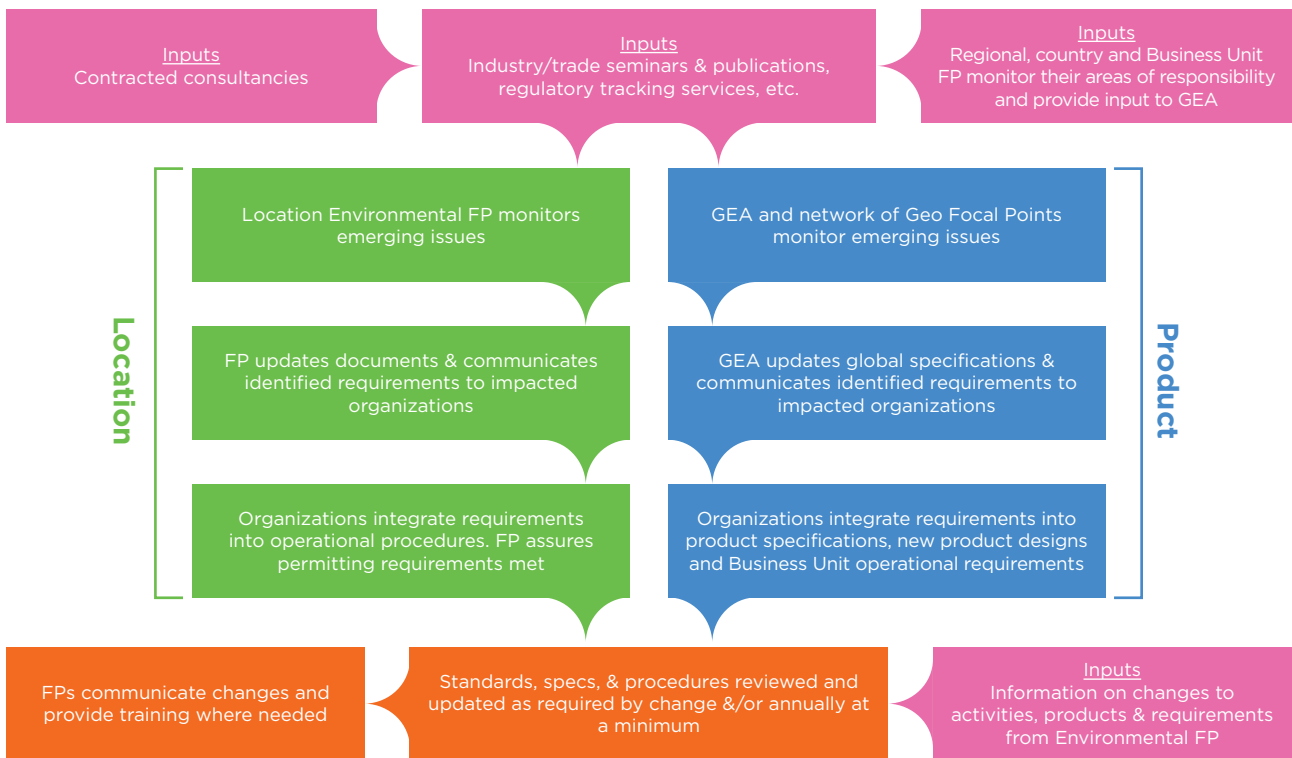 Inputs
Contracted consultancies
Inputs
Industry/trade seminars & publications,
regulatory tracking services, etc.
Inputs
Regional, country and Business Unit
FP monitor their areas of responsibility
and provide input to GEA
Location
Location Environmental FP monitors
emerging issues
GEA and network of Geo Focal Points
monitor emerging issues
Product
FP updates documents & communicates
identified requirements to impacted
organizations
GEA updates global specifications &
communicates identified requirements to
impacted organizations
Organizations integrate requirements
into operational procedures. FP assures
permitting requirements met
Organizations integrate requirements into
product specifications, new product designs
and Business Unit operational requirements
FPs communicate changes and
provide training where needed
Standards, specs, & procedures reviewed and
updated as required by change &/or annually at
a minimum
Inputs
Information on changes to
activities, products & requirements
from Environmental FP